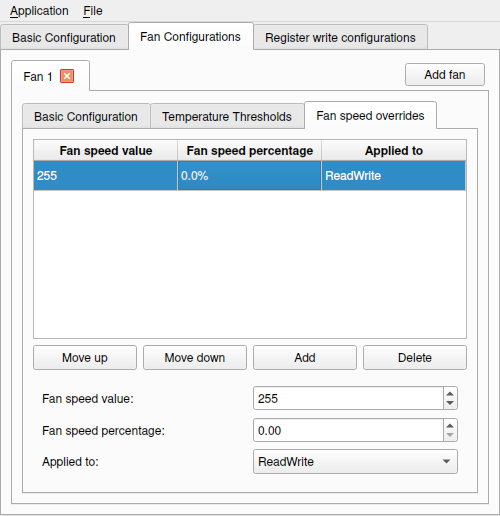 Application File
Basic Configuration Fan Configurations Register write configurations
Fan 1 Add fan
Basic Configuration Temperature Thresholds Fan speed overrides
Fan speed value Fan speed percentage Applied to
255 0.0% ReadWrite
Move up Move down Add Delete
Fan speed value: 255
Fan speed percentage: 0.00
Applied to: ReadWrite